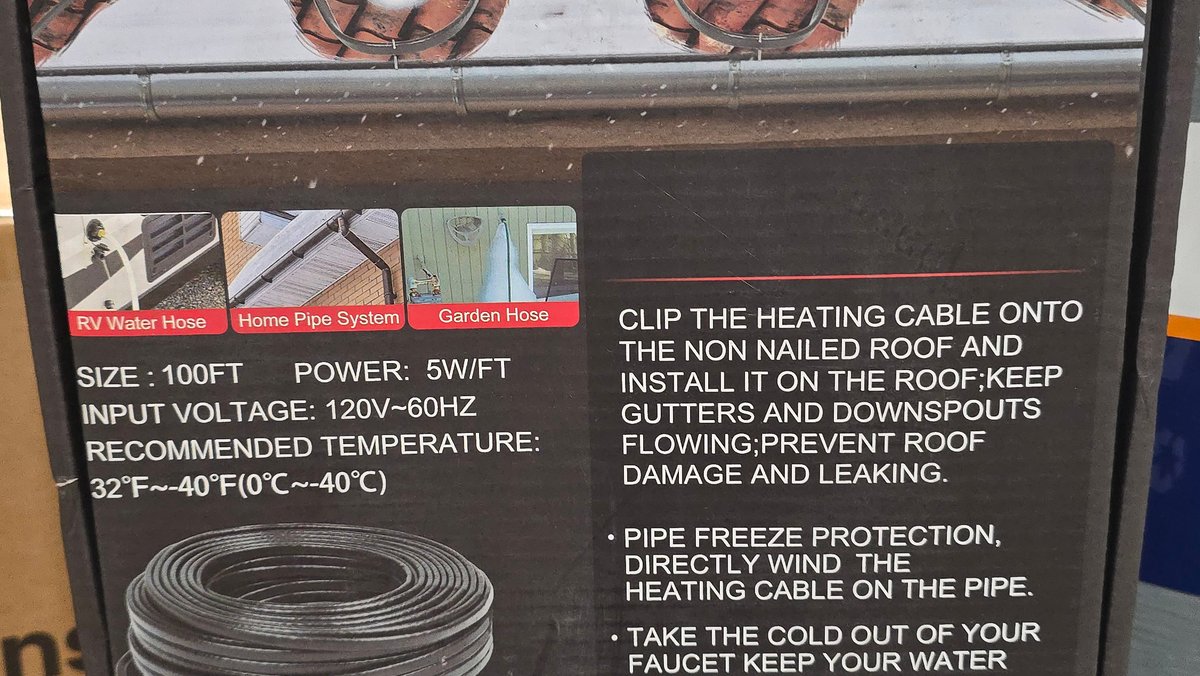 RV Water Hose
Home Pipe System
Garden Hose
SIZE : 100FT POWER: 5W/FT
INPUT VOLTAGE: 120V~60HZ
RECOMMENDED TEMPERATURE:
32°F~-40°F(0℃~-40℃)
CLIP THE HEATING CABLE ONTO
THE NON NAILED ROOF AND
INSTALL IT ON THE ROOF;KEEP
GUTTERS AND DOWNSPOUTS
FLOWING;PREVENT ROOF
DAMAGE AND LEAKING.
· PIPE FREEZE PROTECTION,
DIRECTLY WIND THE
HEATING CABLE ON THE PIPE.
· TAKE THE COLD OUT OF YOUR
FAUCET KEEP YOUR WATER